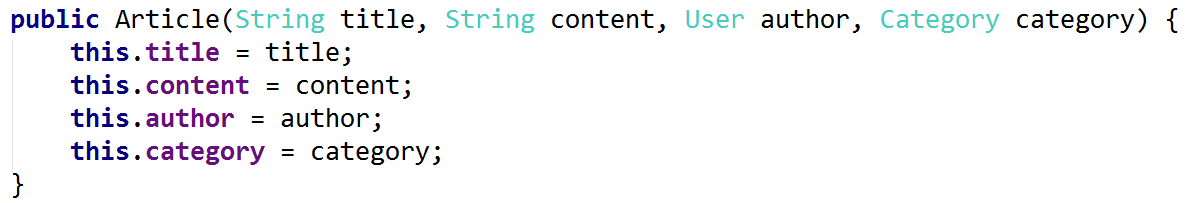 public Article(String title, String content, User author, Category category) {
    this.title = title;
    this.content = content;
    this.author = author;
    this.category = category;
}